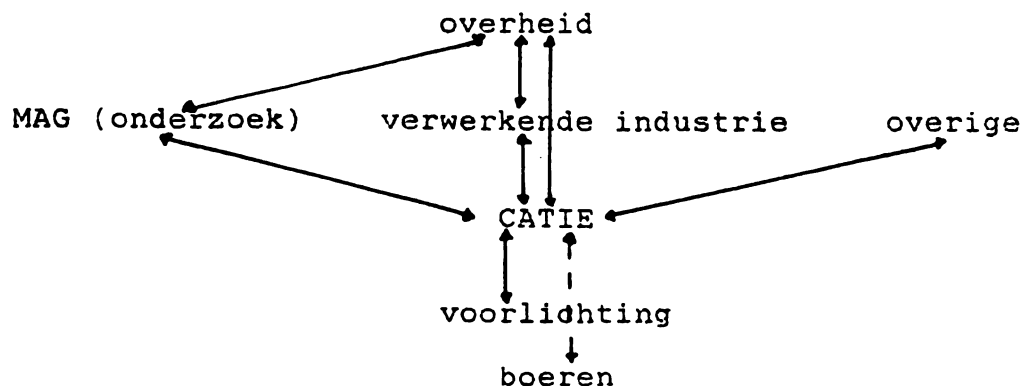 overheid
MAG (onderzoek) verwerkende industrie overige
CATIE
voorlichting
boeren